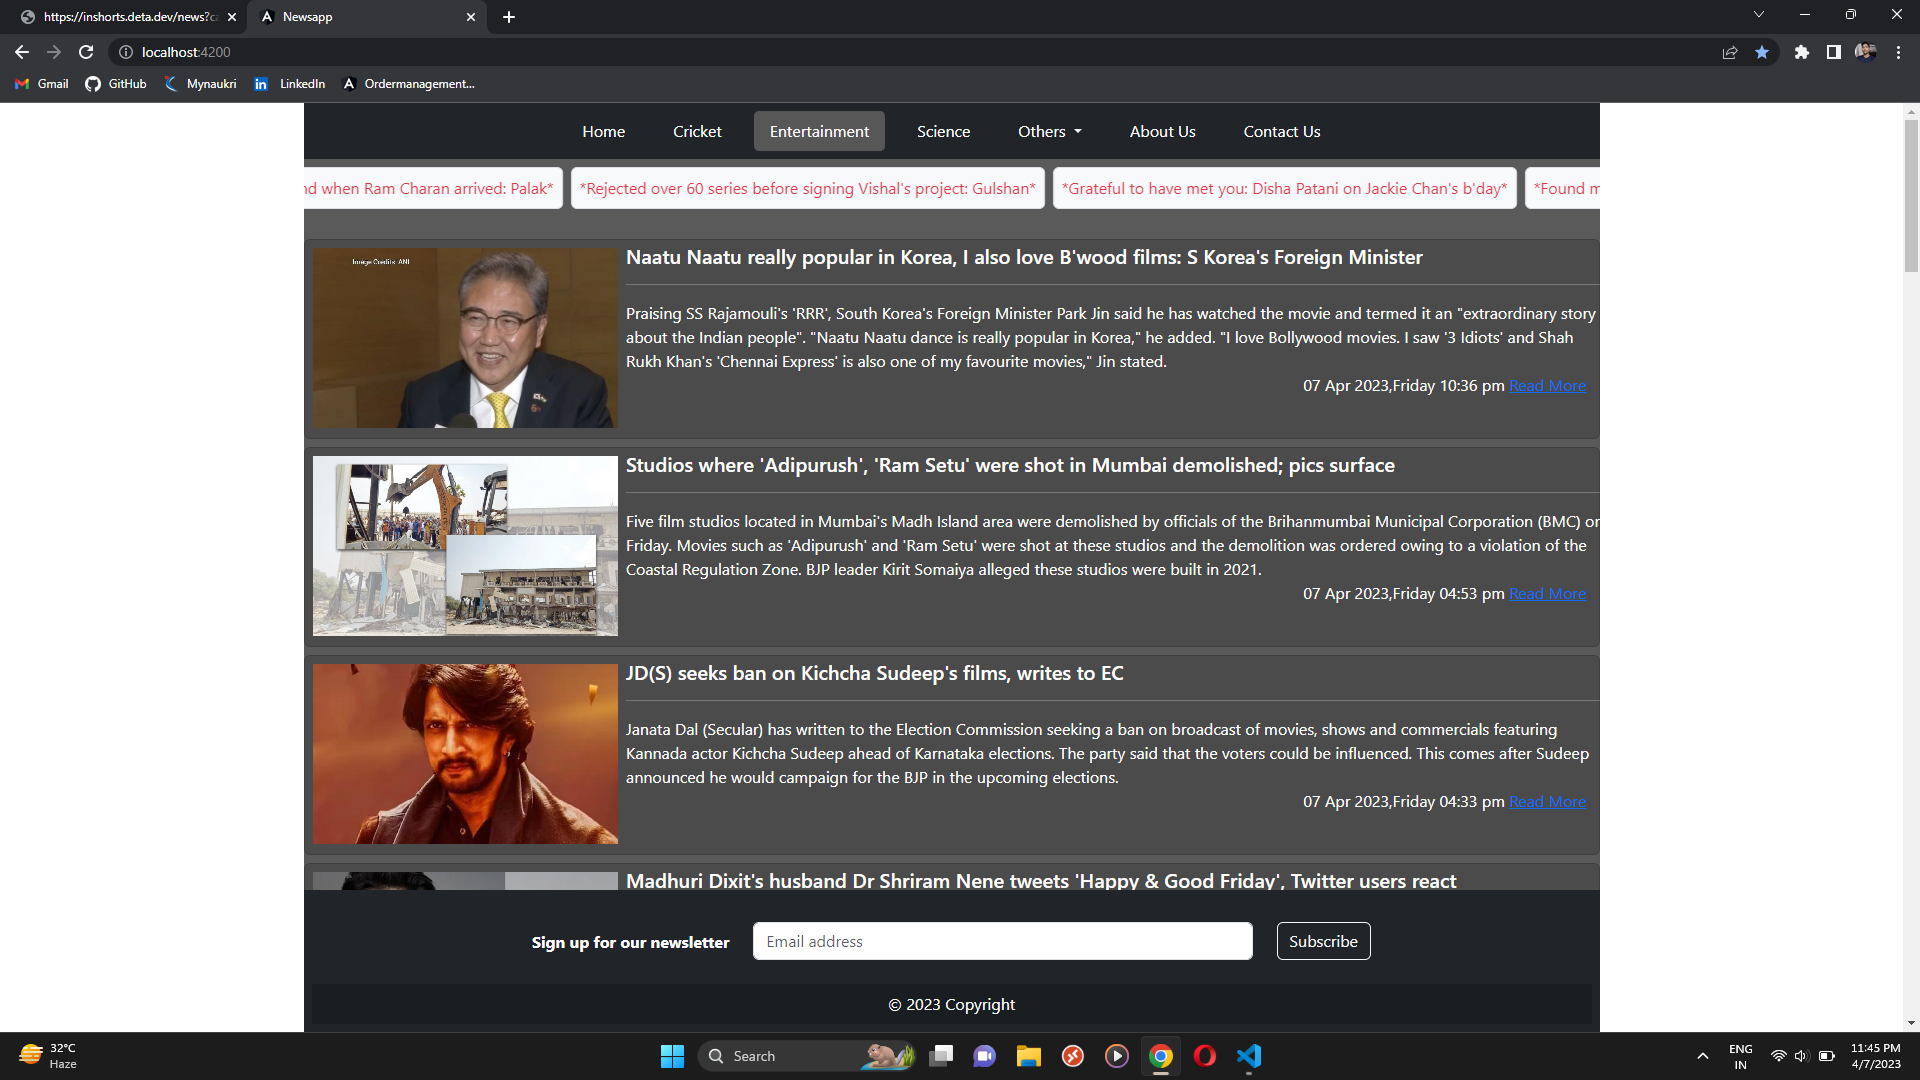 https://inshorts.deta.dev/news?c
Newsapp
localhost:4200
Gmail GitHub Mynaukri LinkedIn Ordermanagement...
Home Cricket Entertainment Science Others About Us Contact Us
nd when Ram Charan arrived: Palak* *Rejected over 60 series before signing Vishal's project: Gulshan* *Grateful to have met you: Disha Patani on Jackie Chan's b'day* *Found m
Image Credits: ANI
Naatu Naatu really popular in Korea, I also love B'wood films: S Korea's Foreign Minister
Praising SS Rajamouli's 'RRR', South Korea's Foreign Minister Park Jin said he has watched the movie and termed it an "extraordinary story
about the Indian people". "Naatu Naatu dance is really popular in Korea," he added. "I love Bollywood movies. I saw '3 Idiots' and Shah
Rukh Khan's 'Chennai Express' is also one of my favourite movies," Jin stated.
07 Apr 2023,Friday 10:36 pm Read More
Studios where 'Adipurush', 'Ram Setu' were shot in Mumbai demolished; pics surface
Five film studios located in Mumbai's Madh Island area were demolished by officials of the Brihanmumbai Municipal Corporation (BMC) on
Friday. Movies such as 'Adipurush' and 'Ram Setu' were shot at these studios and the demolition was ordered owing to a violation of the
Coastal Regulation Zone. BJP leader Kirit Somaiya alleged these studios were built in 2021.
07 Apr 2023,Friday 04:53 pm Read More
JD(S) seeks ban on Kichcha Sudeep's films, writes to EC
Janata Dal (Secular) has written to the Election Commission seeking a ban on broadcast of movies, shows and commercials featuring
Kannada actor Kichcha Sudeep ahead of Karnataka elections. The party said that the voters could be influenced. This comes after Sudeep
announced he would campaign for the BJP in the upcoming elections.
07 Apr 2023,Friday 04:33 pm Read More
Madhuri Dixit's husband Dr Shriram Nene tweets 'Happy & Good Friday', Twitter users react
Sign up for our newsletter Email address Subscribe
© 2023 Copyright
32°C
Haze
Search
ENG
IN
11:45 PM
4/7/2023